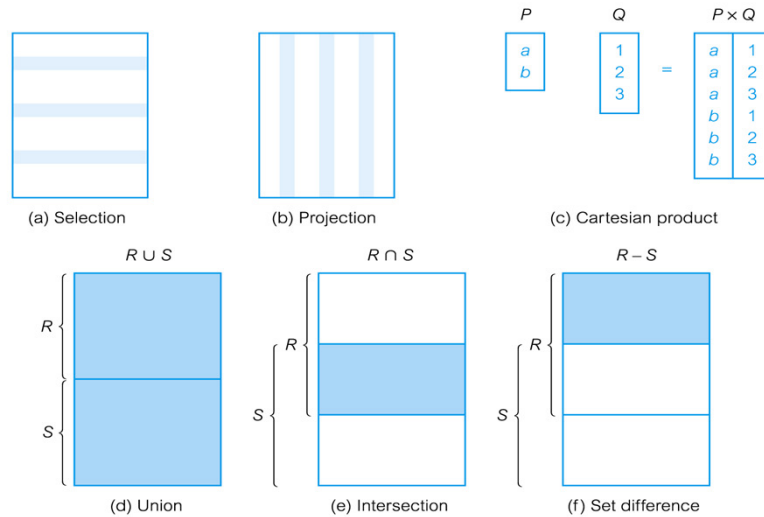 P Q P × Q
a 1 a 1
b 2 = a 2
3 a 3
b 1
b 2
b 3
(a) Selection (b) Projection (c) Cartesian product
R ∪ S R ∩ S R – S
R R R
S S S
(d) Union (e) Intersection (f) Set difference